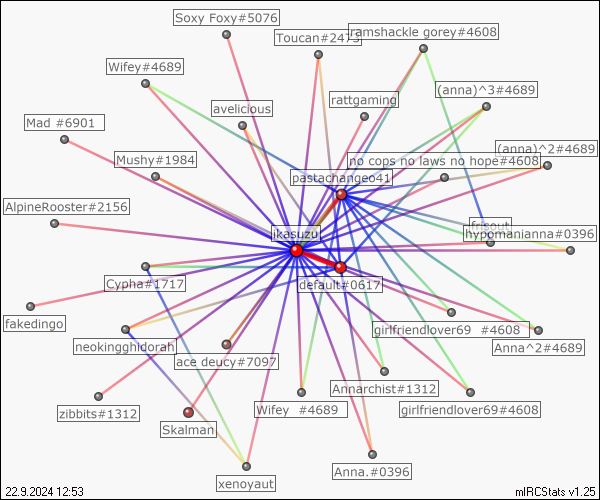 Soxy Foxy#5076
Toucan#2473
ramshackle gorey#4608
Wifey#4689
(anna)^3#4689
rattgaming
avelicious
Mad #6901
(anna)^2#4689
Mushy#1984
no cops no laws no hope#4608
pastachangeo41
AlpineRooster#2156
frisout
ikasuzu
hypomanianna#0396
Cypha#1717
default#0617
fakedingo
girlfriendlover69 #4608
neokingghidorah
Anna^2#4689
ace deucy#7097
Annarchist#1312
zibbits#1312
Wifey #4689
girlfriendlover69#4608
Skalman
Anna.#0396
xenoyaut
22.9.2024 12:53
mIRCStats v1.25